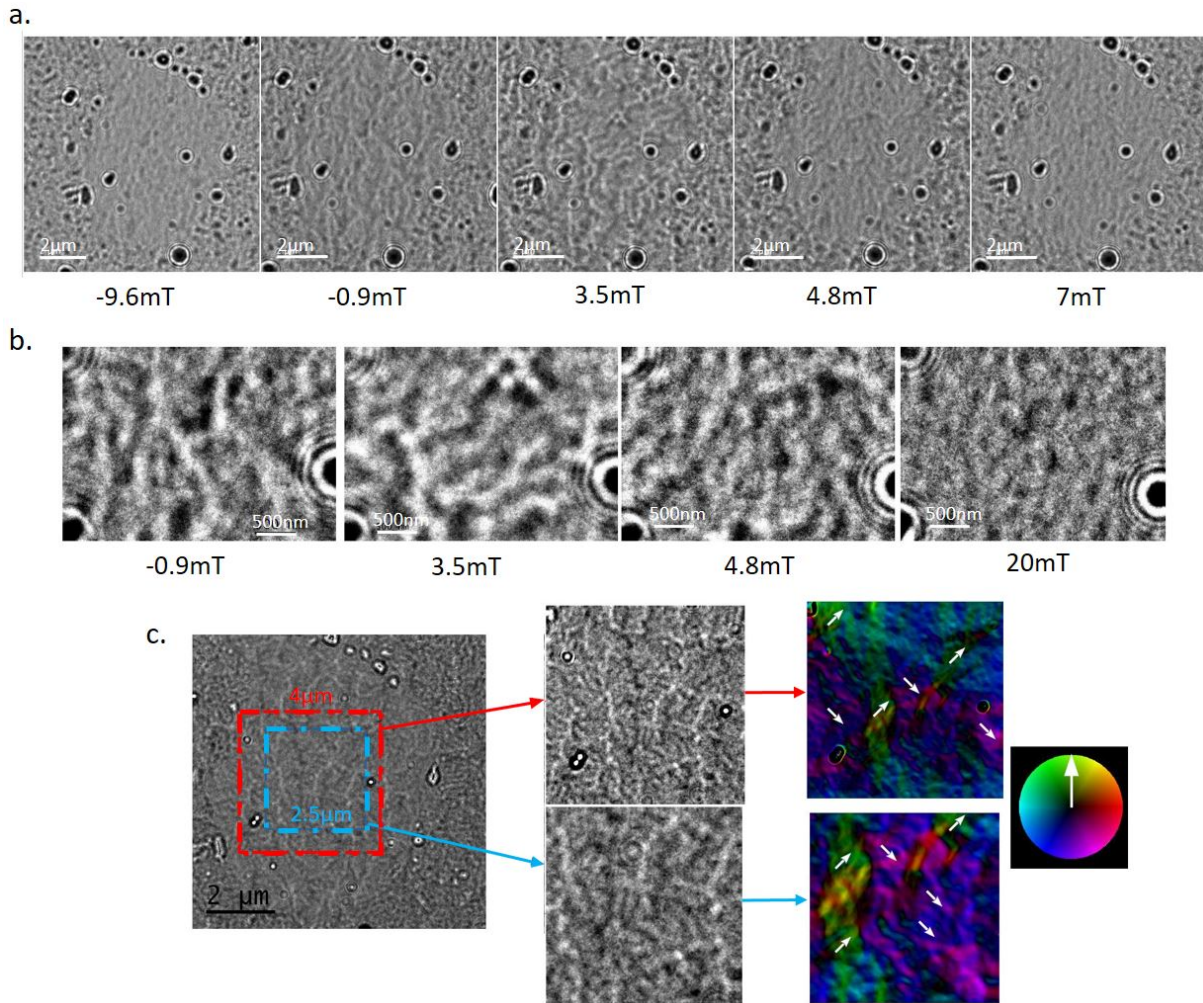 a.
2μm 2μm 2μm 2μm 2μm
-9.6mT -0.9mT 3.5mT 4.8mT 7mT
b.
500nm 500nm 500nm 500nm
-0.9mT 3.5mT 4.8mT 20mT
c.
4μm
2.5μm
2 μm